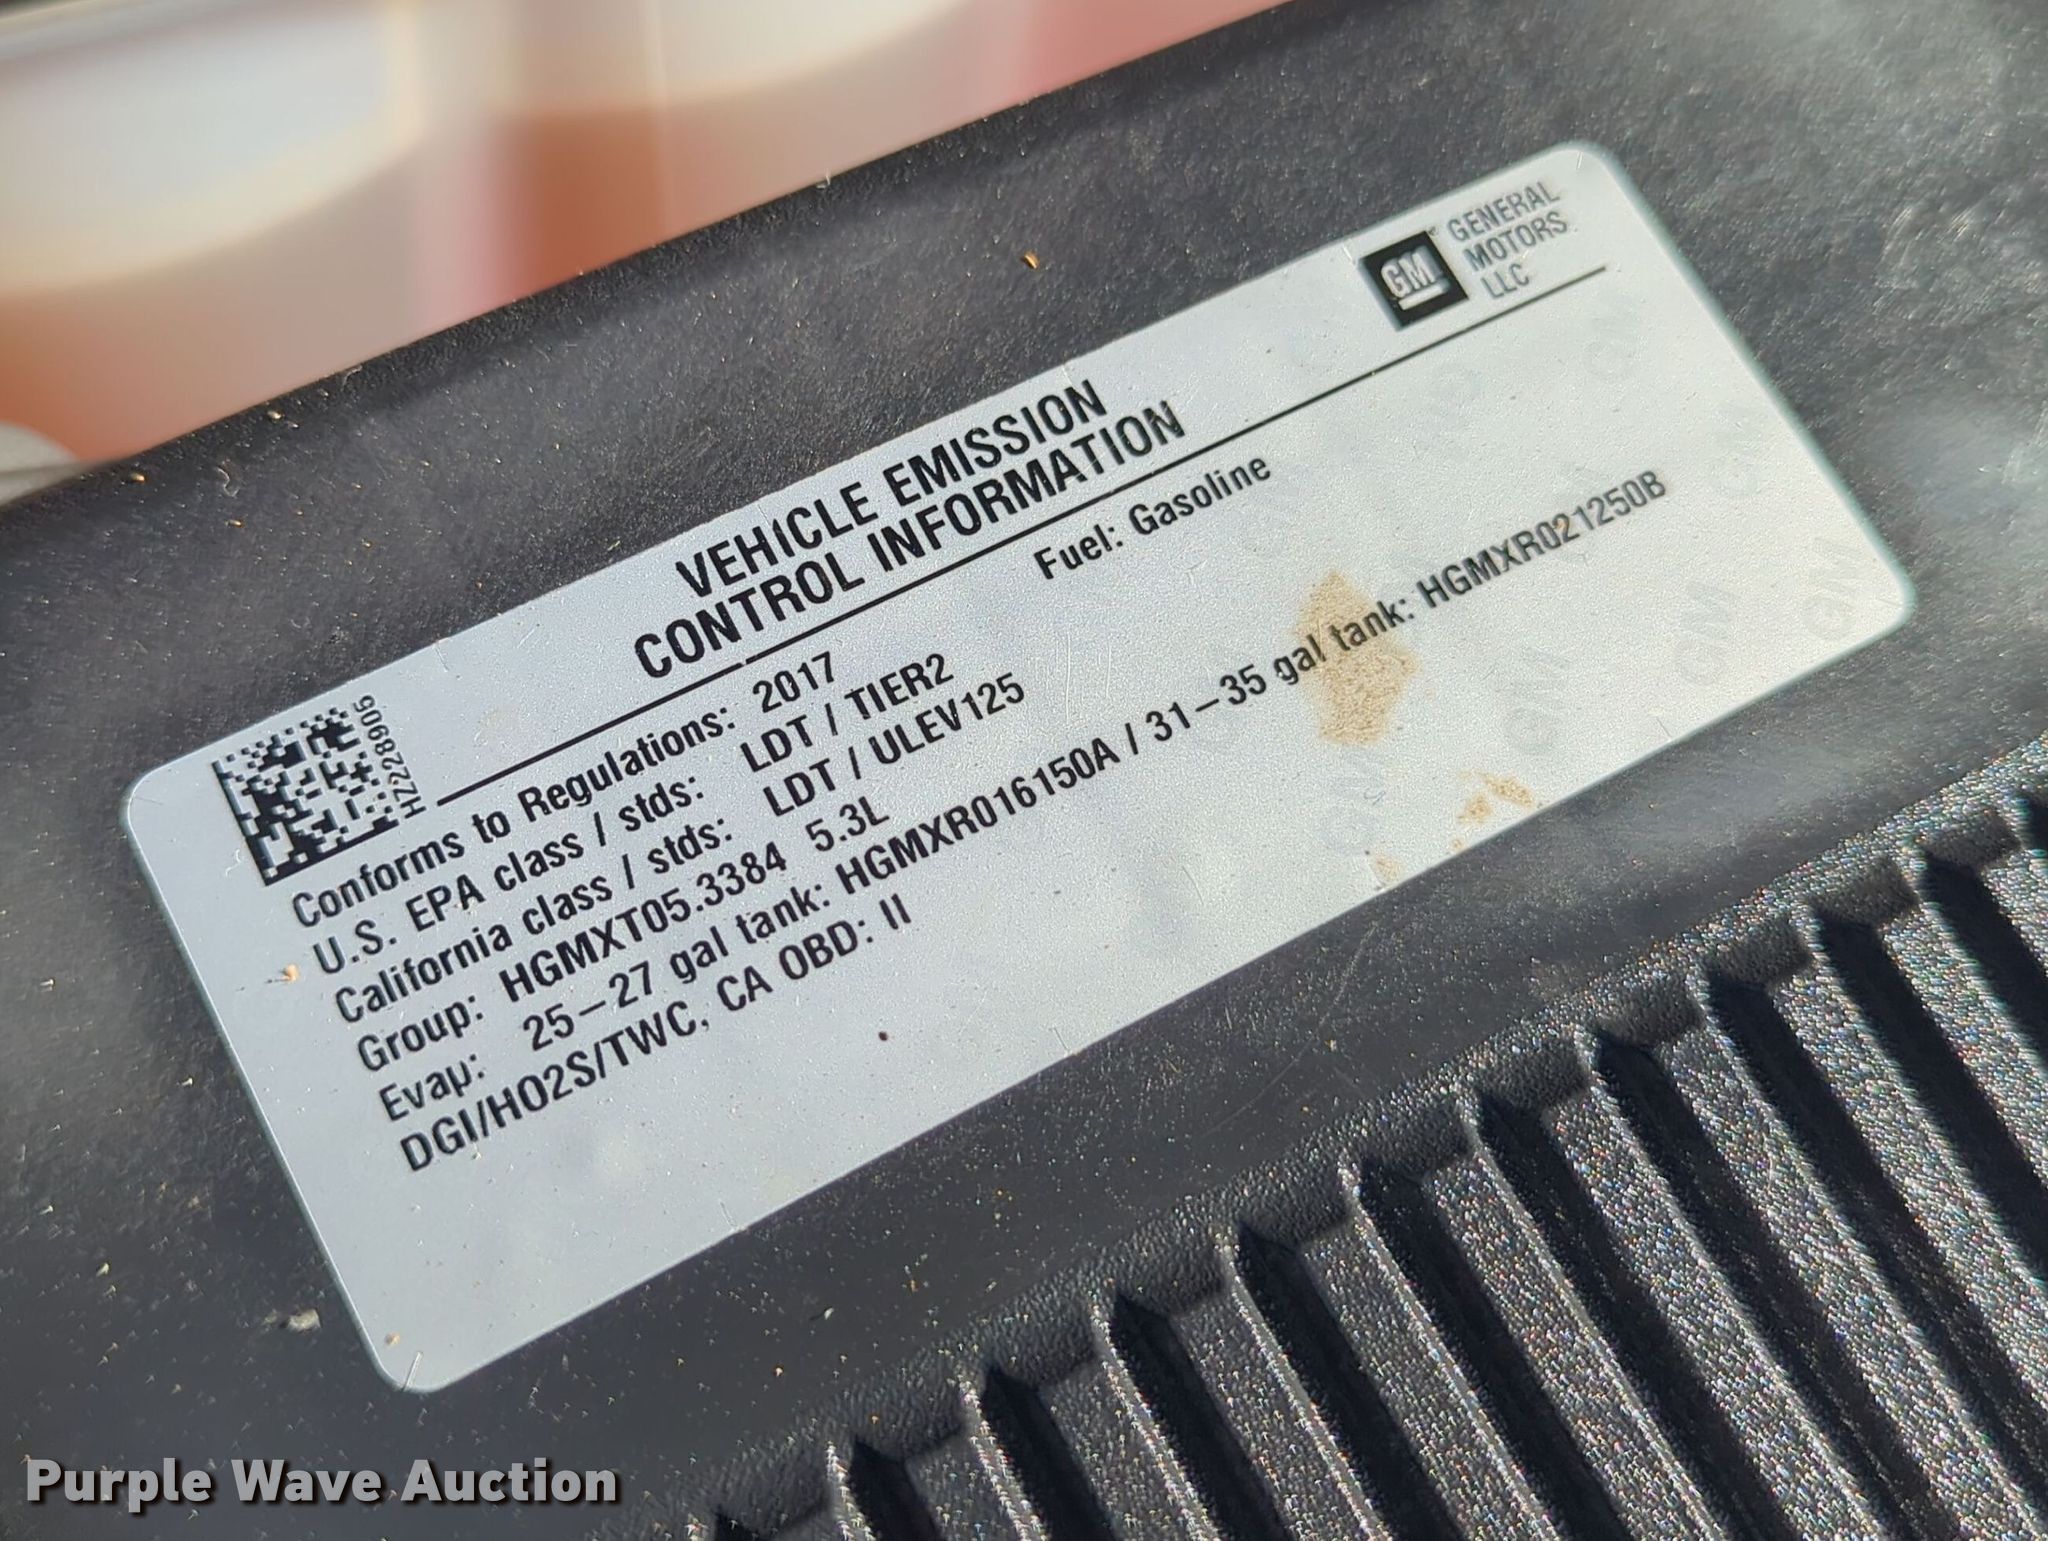 GM
GENERAL
MOTORS
LLC
VEHICLE EMISSION
CONTROL INFORMATION
HZ228905
Conforms to Regulations: 2017 Fuel: Gasoline
U.S. EPA class / stds: LDT / TIER2
California class / stds: LDT / ULEV125
Group: HGMXT05.3384 5.3L
Evap: 25–27 gal tank: HGMXR016150A / 31–35 gal tank: HGMXR021250B
DGI/HO2S/TWC, CA OBD: II
Purple Wave Auction